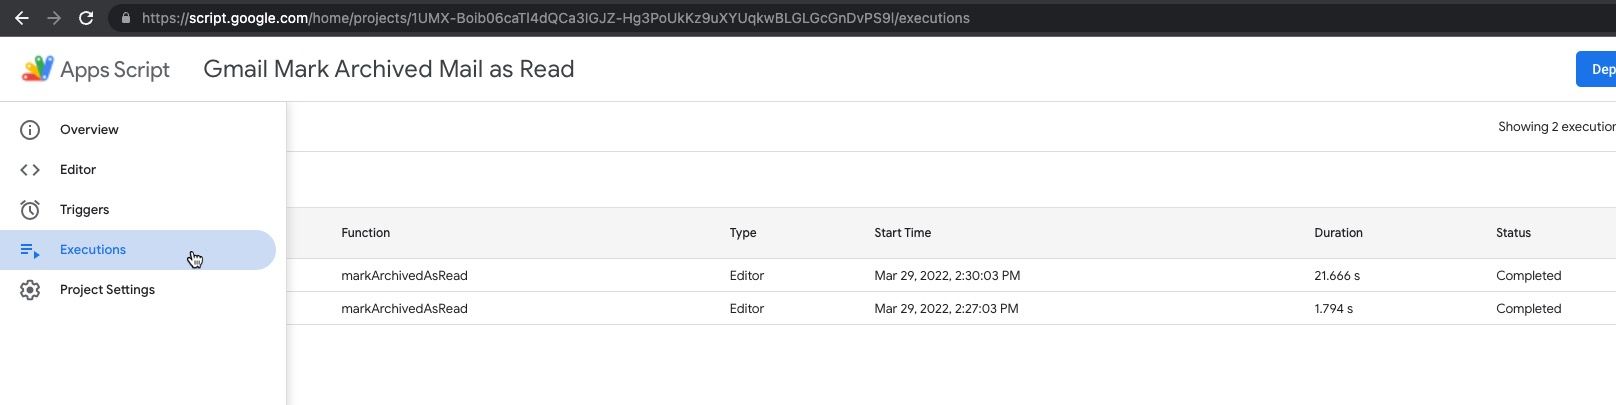 https://script.google.com/home/projects/1UMX-Boib06caTI4dQCa3lGJZ-Hg3PoUkKz9uXYUqkwBLGLGcGnDvPS9l/executions
Apps Script Gmail Mark Archived Mail as Read Dep
Overview
Showing 2 execution
Editor
Triggers
Executions
Project Settings
Function Type Start Time Duration Status
markArchivedAsRead Editor Mar 29, 2022, 2:30:03 PM 21.666 s Completed
markArchivedAsRead Editor Mar 29, 2022, 2:27:03 PM 1.794 s Completed